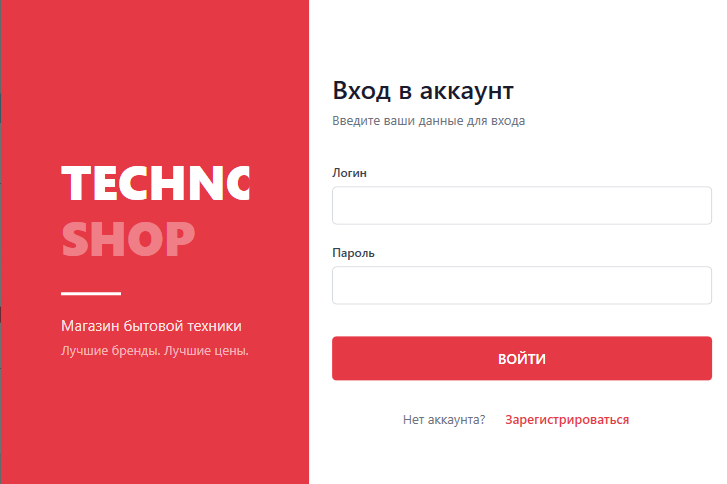 TECHNO
SHOP
Магазин бытовой техники
Лучшие бренды. Лучшие цены.
Вход в аккаунт
Введите ваши данные для входа
Логин
Пароль
ВОЙТИ
Нет аккаунта? Зарегистрироваться